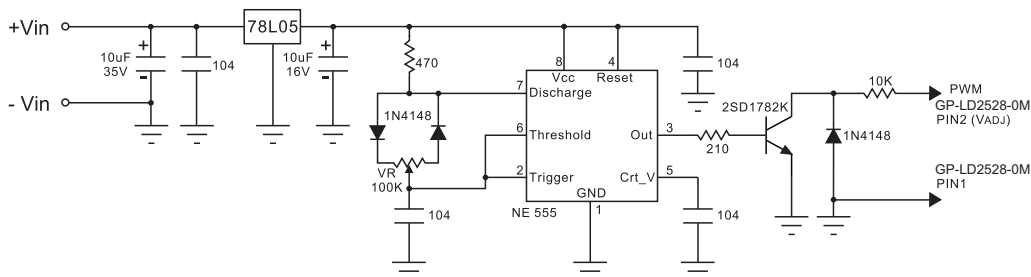 +Vin
78L05
10uF
35V
104
10uF
16V
470
8
4
104
Vcc
Reset
7
Discharge
10K
PWM
GP-LD2528-0M
PIN2 (VADJ)
2SD1782K
1N4148
6
Threshold
Out
3
210
1N4148
VR
100K
2
Trigger
Crt_V
5
GP-LD2528-0M
PIN1
GND
1
NE 555
104
104
- Vin